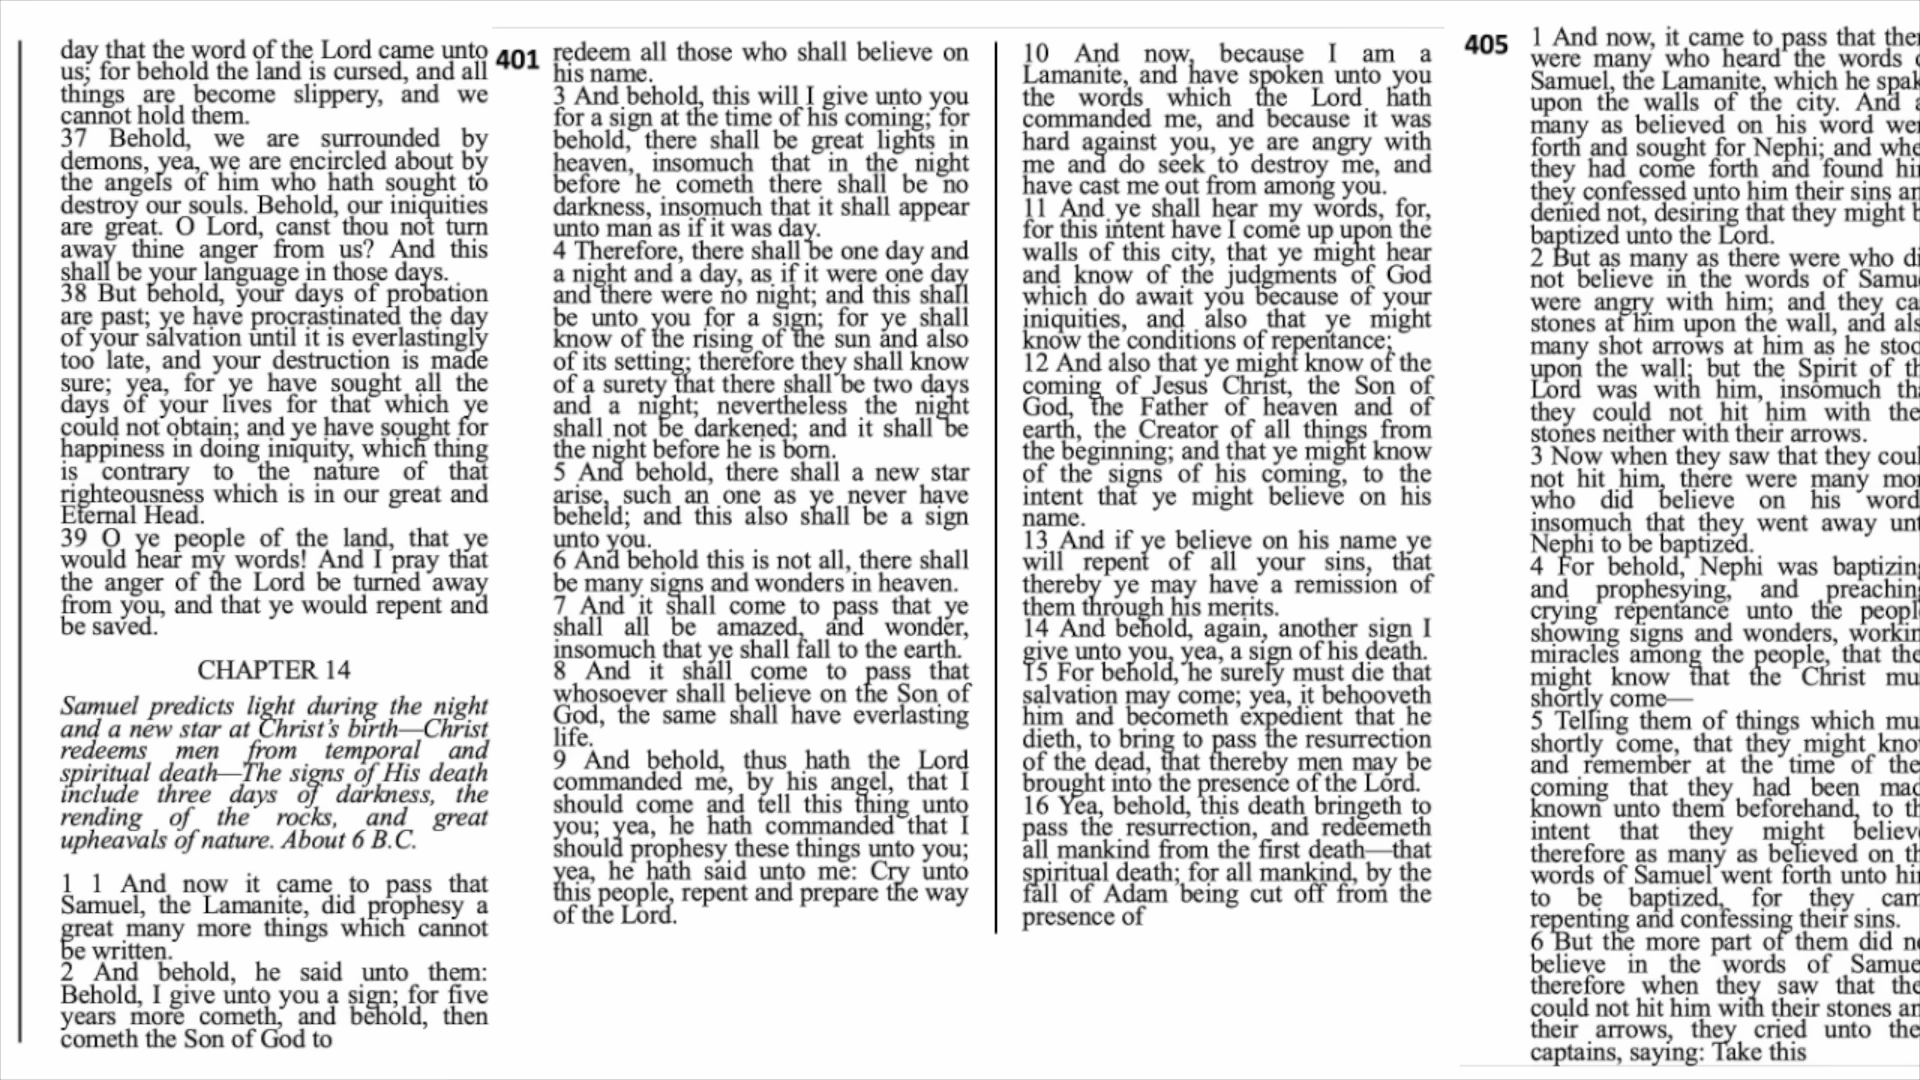 day that the word of the Lord came unto
us; for behold the land is cursed, and all
things are become slippery, and we
cannot hold them.
37 Behold, we are surrounded by
demons, yea, we are encircled about by
the angels of him who hath sought to
destroy our souls. Behold, our iniquities
are great. O Lord, canst thou not turn
away thine anger from us? And this
shall be your language in those days.
38 But behold, your days of probation
are past; ye have procrastinated the day
of your salvation until it is everlastingly
too late, and your destruction is made
sure; yea, for ye have sought all the
days of your lives for that which ye
could not obtain; and ye have sought for
happiness in doing iniquity, which thing
is contrary to the nature of that
righteousness which is in our great and
Eternal Head.
39 O ye people of the land, that ye
would hear my words! And I pray that
the anger of the Lord be turned away
from you, and that ye would repent and
be saved.
CHAPTER 14
Samuel predicts light during the night
and a new star at Christ's birth—Christ
redeems men from temporal and
spiritual death—The signs of His death
include three days of darkness, the
rending of the rocks, and great
upheavals of nature. About 6 B.C.
1 1 And now it came to pass that
Samuel, the Lamanite, did prophesy a
great many more things which cannot
be written.
2 And behold, he said unto them:
Behold, I give unto you a sign; for five
years more cometh, and behold, then
cometh the Son of God to
401
redeem all those who shall believe on
his name.
3 And behold, this will I give unto you
for a sign at the time of his coming; for
behold, there shall be great lights in
heaven, insomuch that in the night
before he cometh there shall be no
darkness, insomuch that it shall appear
unto man as if it was day.
4 Therefore, there shall be one day and
a night and a day, as if it were one day
and there were no night; and this shall
be unto you for a sign; for ye shall
know of the rising of the sun and also
of its setting; therefore they shall know
of a surety that there shall be two days
and a night; nevertheless the night
shall not be darkened; and it shall be
the night before he is born.
5 And behold, there shall a new star
arise, such an one as ye never have
beheld; and this also shall be a sign
unto you.
6 And behold this is not all, there shall
be many signs and wonders in heaven.
7 And it shall come to pass that ye
shall all be amazed, and wonder,
insomuch that ye shall fall to the earth.
8 And it shall come to pass that
whosoever shall believe on the Son of
God, the same shall have everlasting
life.
9 And behold, thus hath the Lord
commanded me, by his angel, that I
should come and tell this thing unto
you; yea, he hath commanded that I
should prophesy these things unto you;
yea, he hath said unto me: Cry unto
this people, repent and prepare the way
of the Lord.
10 And now, because I am a
Lamanite, and have spoken unto you
the words which the Lord hath
commanded me, and because it was
hard against you, ye are angry with
me and do seek to destroy me, and
have cast me out from among you.
11 And ye shall hear my words, for,
for this intent have I come up upon the
walls of this city, that ye might hear
and know of the judgments of God
which do await you because of your
iniquities, and also that ye might
know the conditions of repentance;
12 And also that ye might know of the
coming of Jesus Christ, the Son of
God, the Father of heaven and of
earth, the Creator of all things from
the beginning; and that ye might know
of the signs of his coming, to the
intent that ye might believe on his
name.
13 And if ye believe on his name ye
will repent of all your sins, that
thereby ye may have a remission of
them through his merits.
14 And behold, again, another sign I
give unto you, yea, a sign of his death.
15 For behold, he surely must die that
salvation may come; yea, it behooveth
him and becometh expedient that he
dieth, to bring to pass the resurrection
of the dead, that thereby men may be
brought into the presence of the Lord.
16 Yea, behold, this death bringeth to
pass the resurrection, and redeemeth
all mankind from the first death—that
spiritual death; for all mankind, by the
fall of Adam being cut off from the
presence of
405
1 And now, it came to pass that
were many who heard the words
Samuel, the Lamanite, which he
upon the walls of the city. And
many as believed on his word
forth and sought for Nephi; and
they had come forth and found
they confessed unto him their sins
denied not, desiring that they might
baptized unto the Lord.
2 But as many as there were who
not believe in the words of
were angry with him; and they
stones at him upon the wall, and
many shot arrows at him as he
upon the wall; but the Spirit of
Lord was with him, insomuch
they could not hit him with
stones neither with their arrows.
3 Now when they saw that they
not hit him, there were many
who did believe on his
insomuch that they went away
Nephi to be baptized.
4 For behold, Nephi was
and prophesying, and
crying repentance unto the
showing signs and wonders,
miracles among the people, that
might know that the Christ
shortly come—
5 Telling them of things which
shortly come, that they might
and remember at the time of
coming that they had been
known unto them beforehand, to
intent that they might
therefore as many as believed on
words of Samuel went forth unto
to be baptized, for they
repenting and confessing their sins.
6 But the more part of them did
believe in the words of
therefore when they saw that
could not hit him with their stones
their arrows, they cried unto
captains, saying: Take this